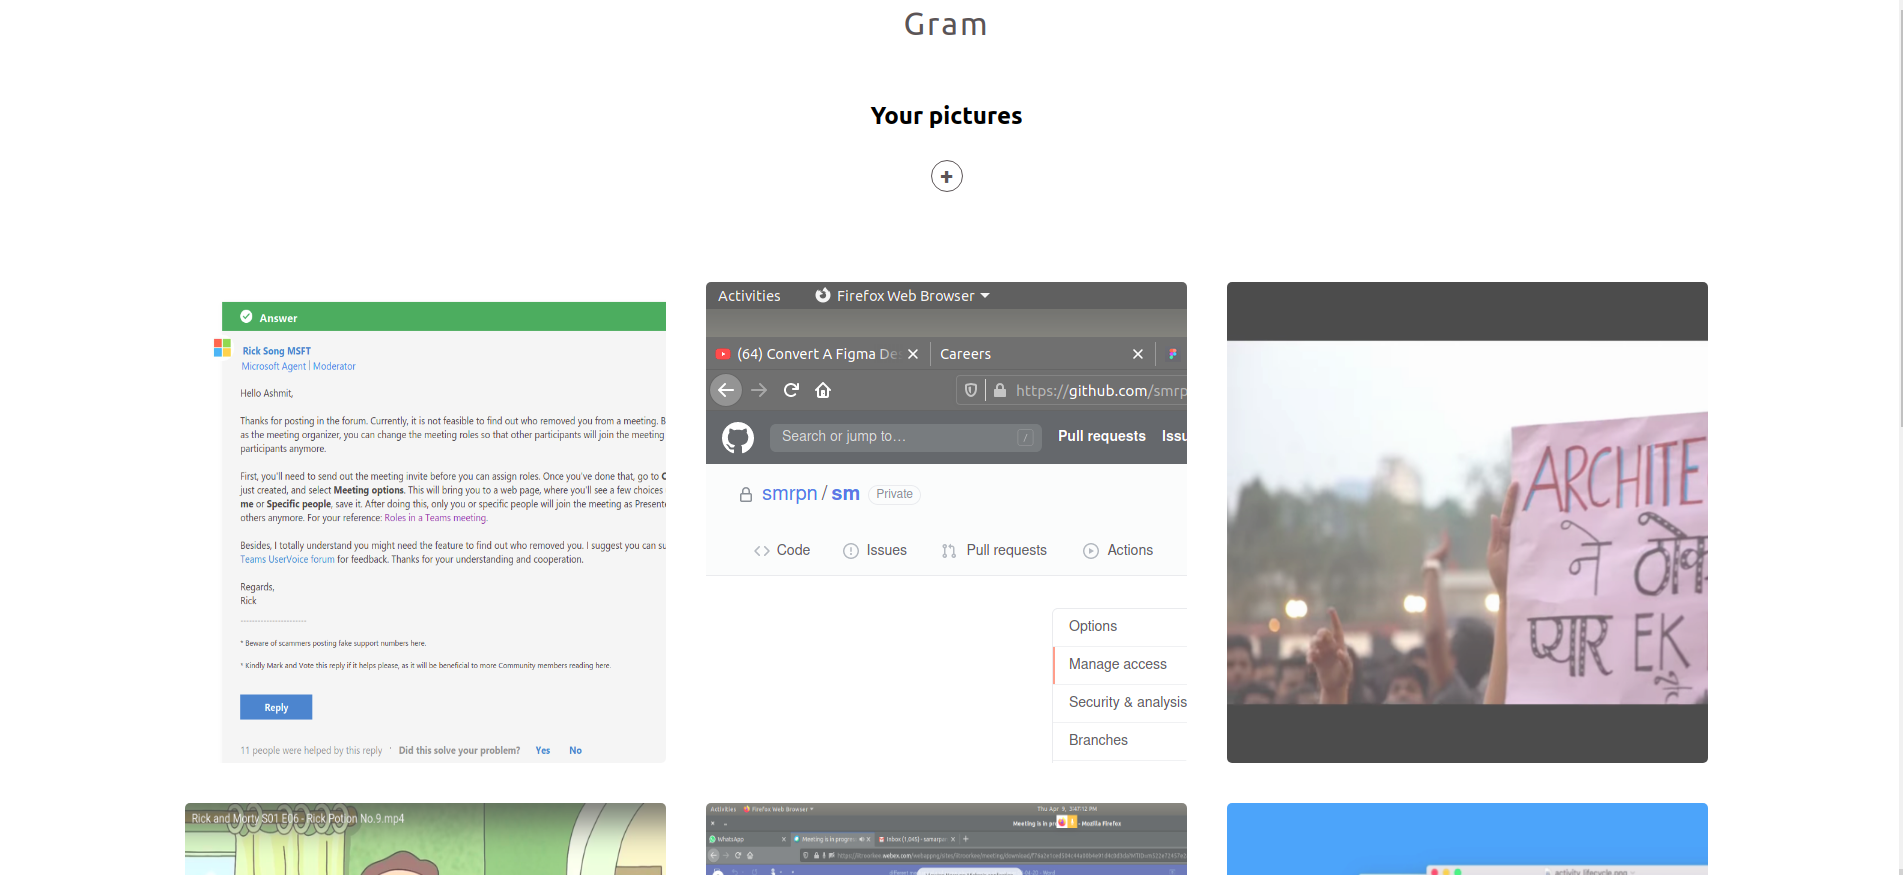 Gram
Your pictures
+
Answer
Rick Song MSFT
Microsoft Agent | Moderator
Hello Ashmit,
Thanks for posting in the forum. Currently, it is not feasible to find out who removed you from a meeting. B
as the meeting organizer, you can change the meeting roles so that other participants will join the meeting
participants anymore.
First, you'll need to send out the meeting invite before you can assign roles. Once you've done that, go to C
just created, and select Meeting options. This will bring you to a web page, where you'll see a few choices
me or Specific people, save it. After doing this, only you or specific people will join the meeting as Presente
others anymore. For your reference: Roles in a Teams meeting.
Besides, I totally understand you might need the feature to find out who removed you. I suggest you can su
Teams UserVoice forum for feedback. Thanks for your understanding and cooperation.
Regards,
Rick
------------------------
* Beware of scammers posting fake support numbers here.
* Kindly Mark and Vote this reply if it helps please, as it will be beneficial to more Community members reading here.
Reply
11 people were helped by this reply · Did this solve your problem? Yes No
Activities Firefox Web Browser
(64) Convert A Figma De Careers
https://github.com/smrp
Search or jump to… / Pull requests Issu
smrpn / sm Private
Code Issues Pull requests Actions
Options
Manage access
Security & analysis
Branches
ARCHITE
ने ठोक
प्यार EK
Rick and Morty S01 E06 - Rick Potion No.9.mp4
Activities Firefox Web Browser Thu Apr 9, 3:47:12 PM
Meeting is in pr - Mozilla Firefox
WhatsApp Meeting is in progre Inbox (1,045) - samarpan
activity_lifecycle.png